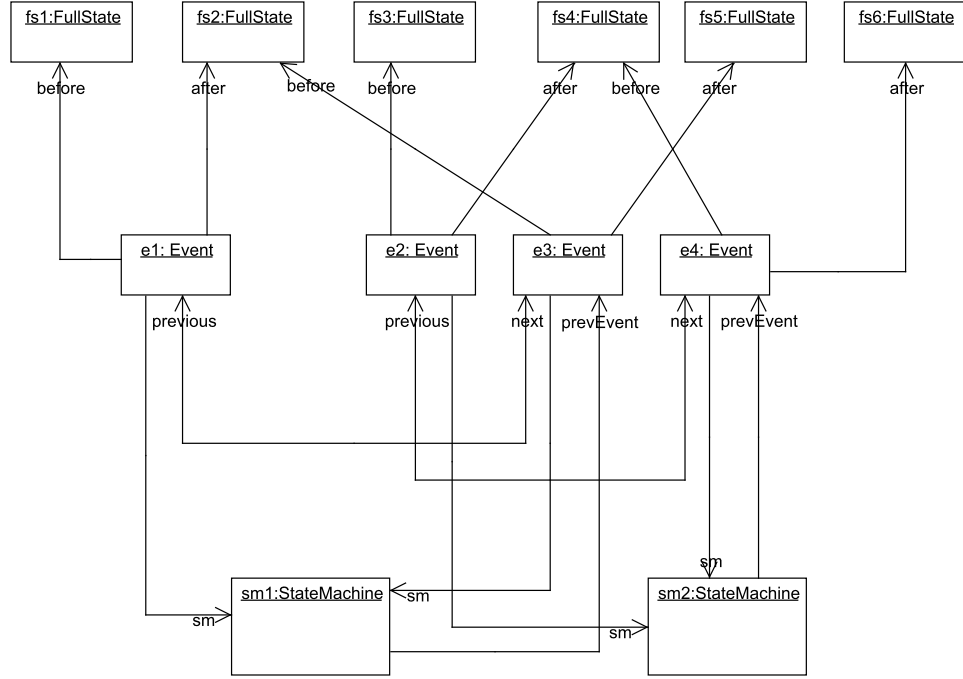 fs1:FullState
fs2:FullState
fs3:FullState
fs4:FullState
fs5:FullState
fs6:FullState
before
after
before
before
after
before
after
after
e1: Event
e2: Event
e3: Event
e4: Event
previous
previous
next
prevEvent
next
prevEvent
sm
sm1:StateMachine
sm
sm2:StateMachine
sm
sm